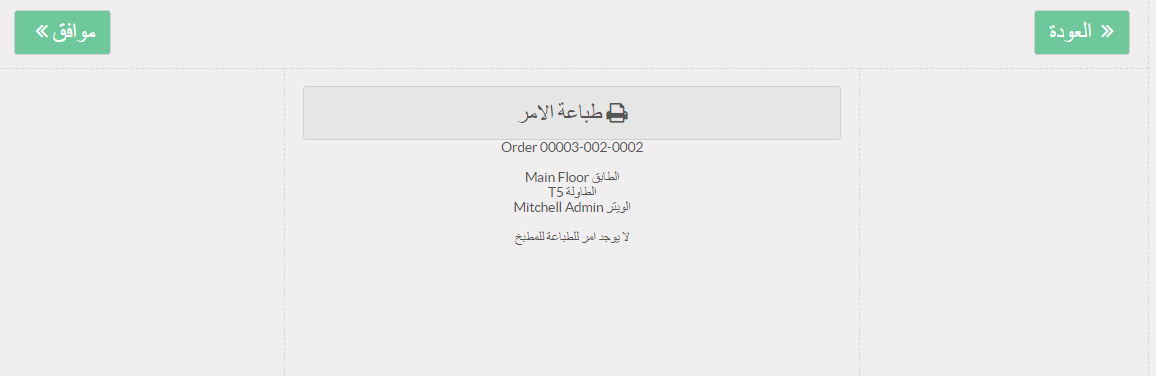 العودة
موافق
طباعة الامر
Order 00003-002-0002
الطابق Main Floor
الطاولة T5
الويتر Mitchell Admin
لا يوجد امر للطباعة للمطبخ